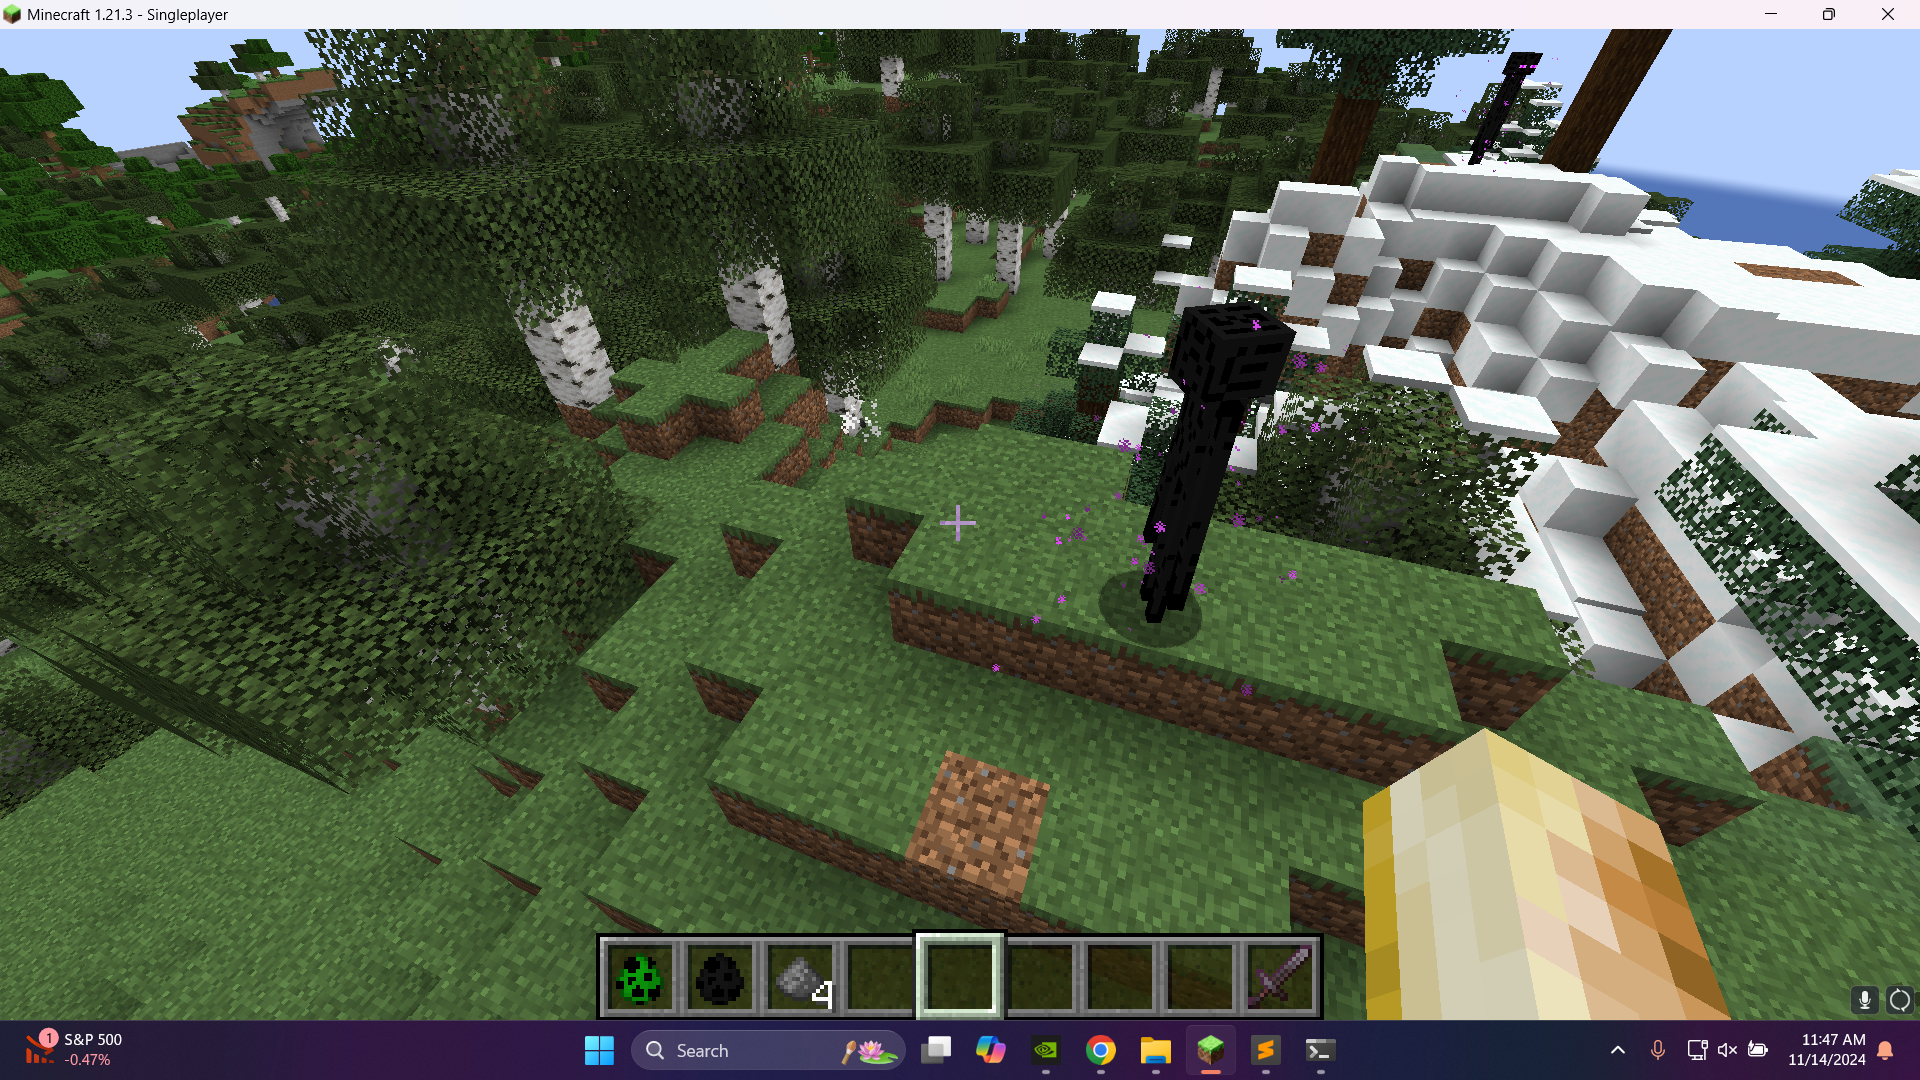 Minecraft 1.21.3 - Singleplayer
4
1
S&P 500
-0.47%
Search
11:47 AM
11/14/2024